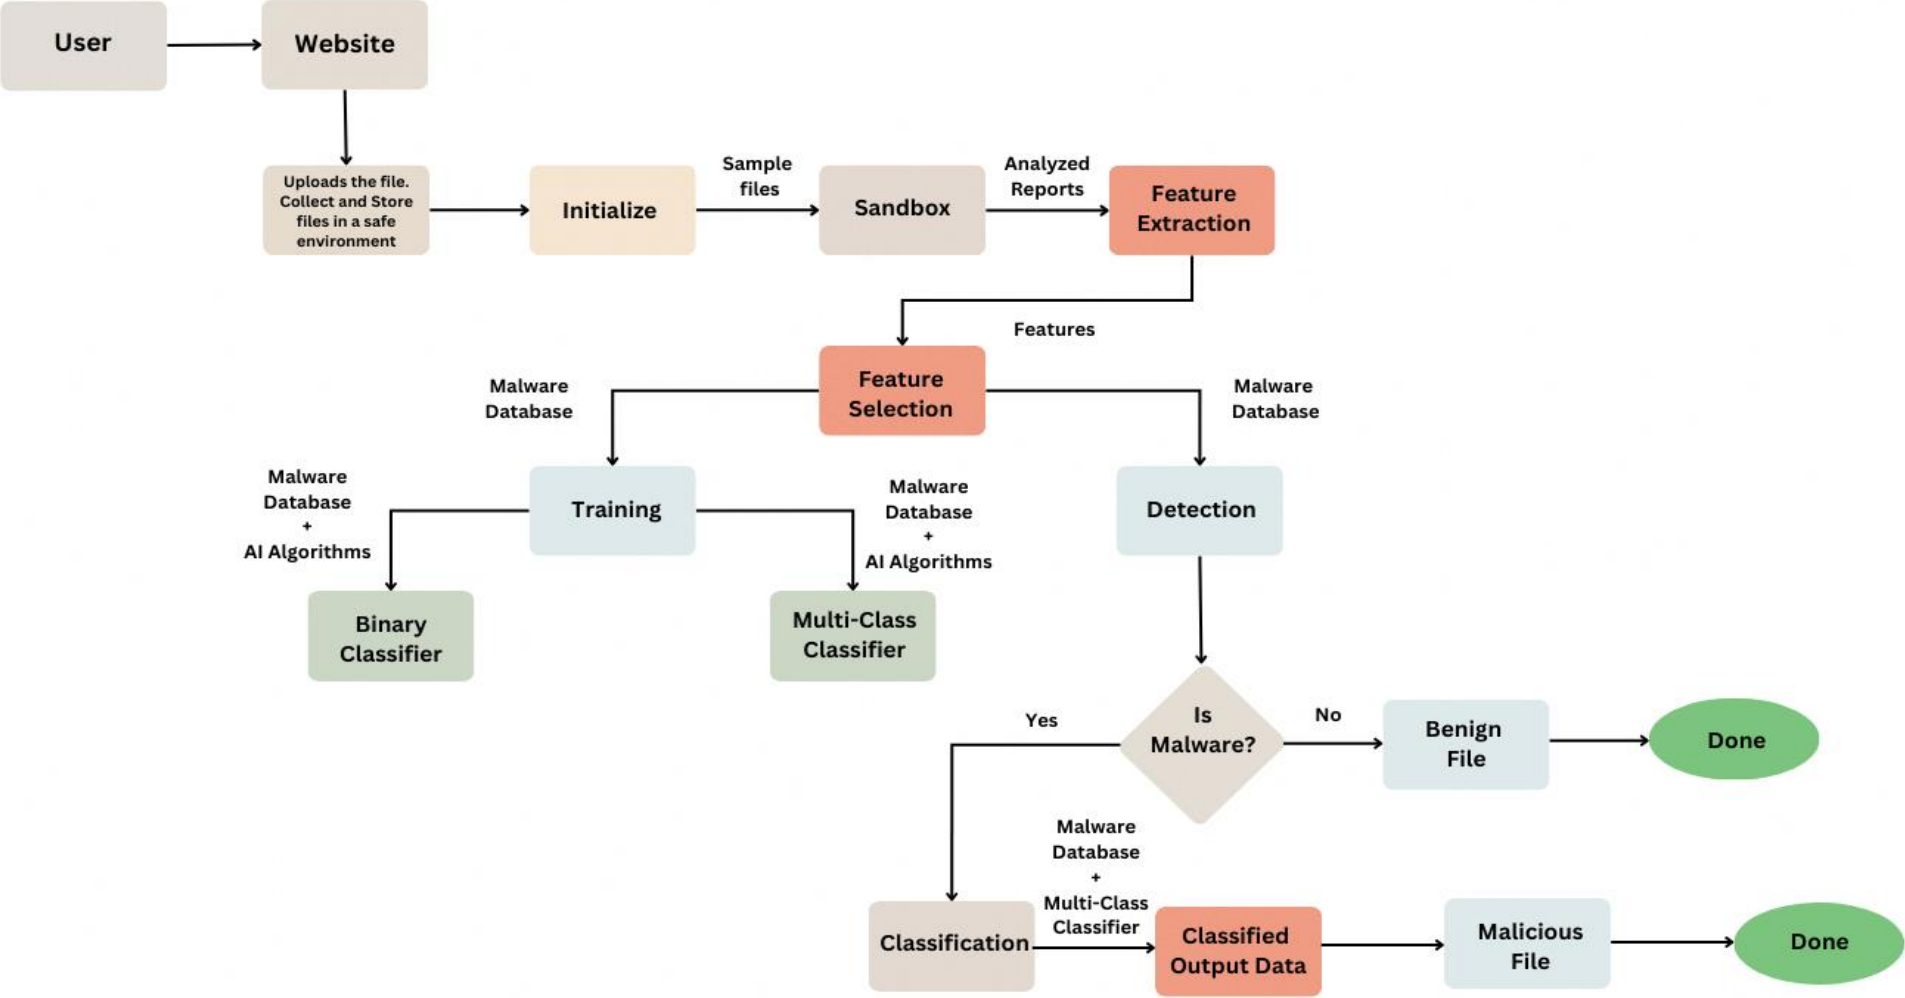 User
Website
Uploads the file.
Collect and Store
files in a safe
environment
Initialize
Sample
files
Sandbox
Analyzed
Reports
Feature
Extraction
Features
Malware
Database
Feature
Selection
Malware
Database
Malware
Database
+
AI Algorithms
Training
Malware
Database
+
AI Algorithms
Detection
Binary
Classifier
Multi-Class
Classifier
Yes
Is
Malware?
No
Benign
File
Done
Malware
Database
+
Multi-Class
Classifier
Classification
Classified
Output Data
Malicious
File
Done